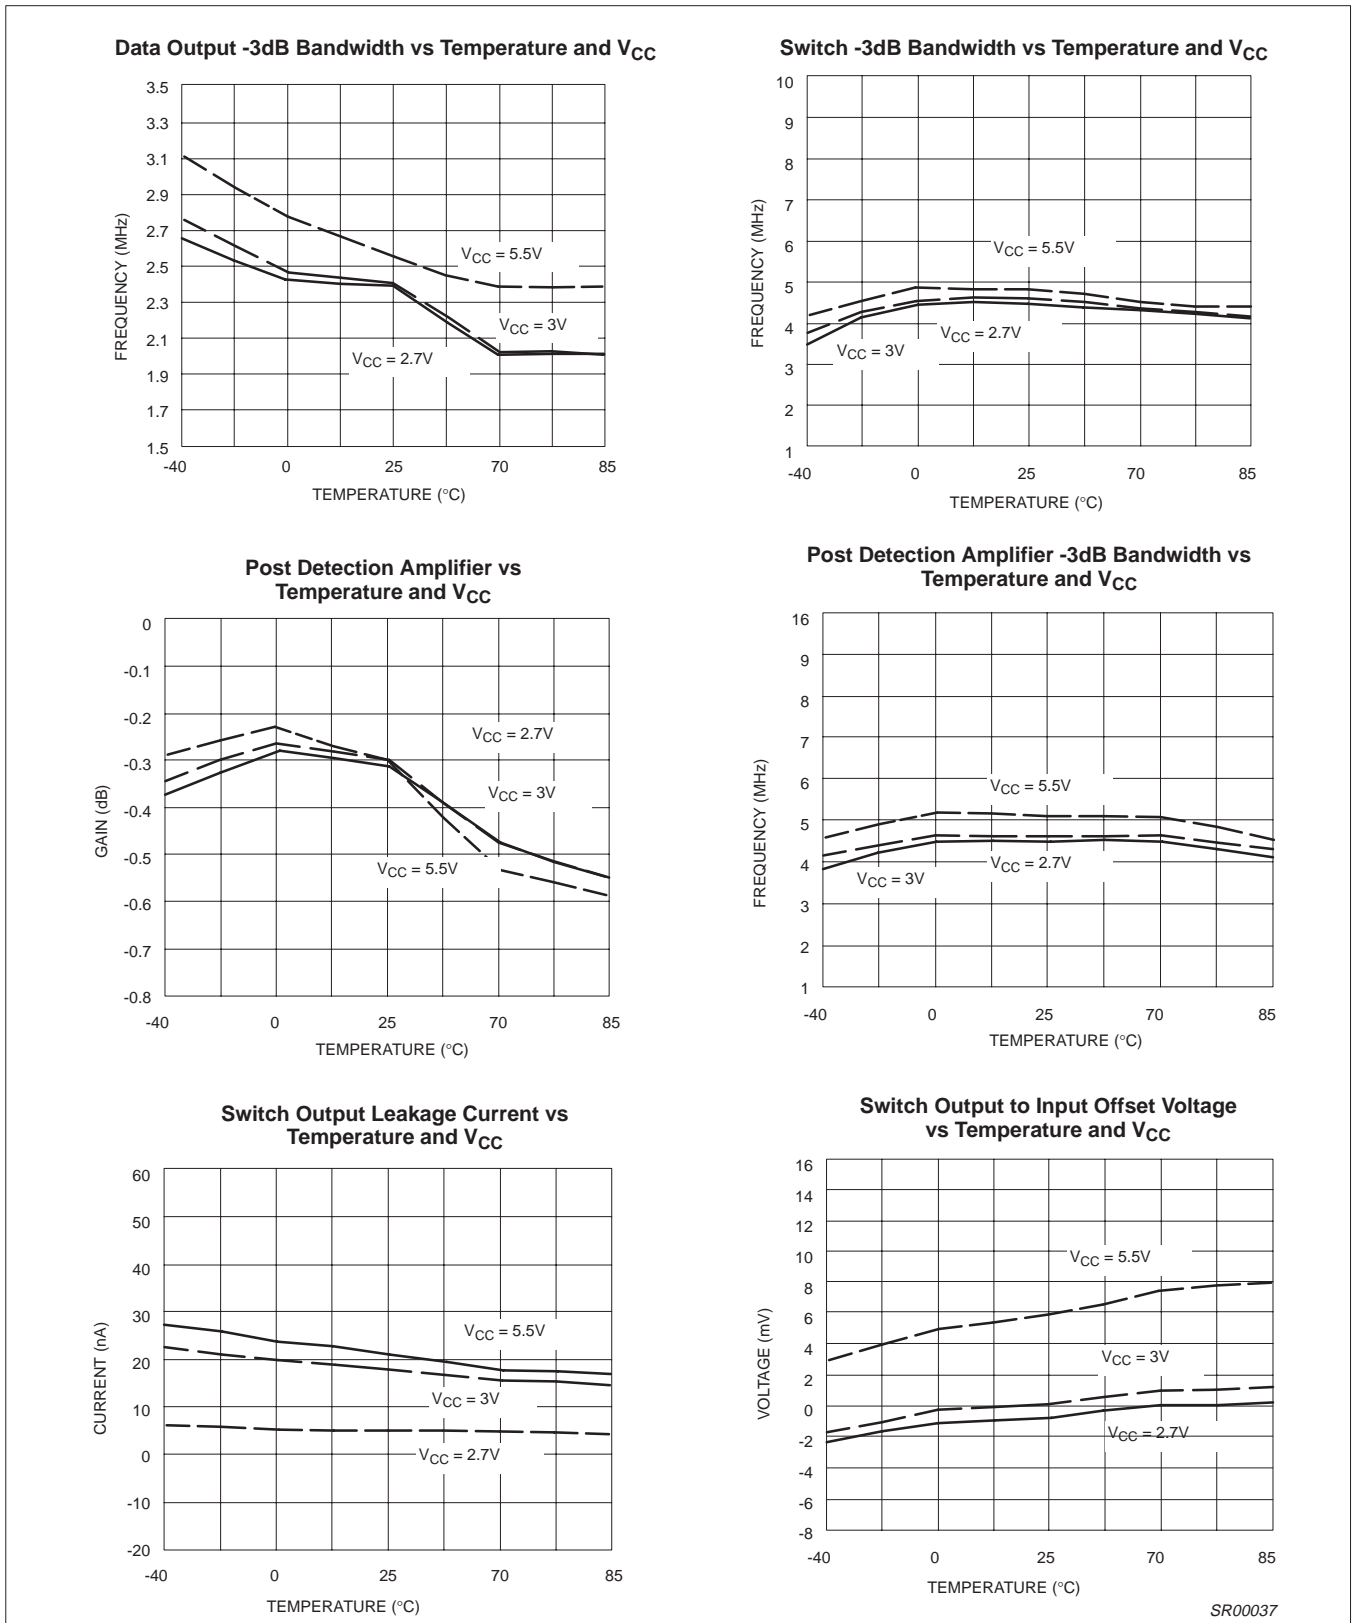 Data Output -3dB Bandwidth vs Temperature and VCC
3.5
3.3
3.1
2.9
2.7
2.5
2.3
2.1
1.9
1.7
1.5
FREQUENCY (MHz)
VCC = 5.5V
VCC = 3V
VCC = 2.7V
-40 0 25 70 85
TEMPERATURE (°C)
Switch -3dB Bandwidth vs Temperature and VCC
10
9
8
7
6
5
4
3
2
1
FREQUENCY (MHz)
VCC = 5.5V
VCC = 2.7V
VCC = 3V
-40 0 25 70 85
TEMPERATURE (°C)
Post Detection Amplifier vs
Temperature and VCC
0
-0.1
-0.2
-0.3
-0.4
-0.5
-0.6
-0.7
-0.8
GAIN (dB)
VCC = 2.7V
VCC = 3V
VCC = 5.5V
-40 0 25 70 85
TEMPERATURE (°C)
Post Detection Amplifier -3dB Bandwidth vs
Temperature and VCC
16
9
8
7
6
5
4
3
2
1
FREQUENCY (MHz)
VCC = 5.5V
VCC = 2.7V
VCC = 3V
-40 0 25 70 85
TEMPERATURE (°C)
Switch Output Leakage Current vs
Temperature and VCC
60
50
40
30
20
10
0
-10
-20
CURRENT (nA)
VCC = 5.5V
VCC = 3V
VCC = 2.7V
-40 0 25 70 85
TEMPERATURE (°C)
Switch Output to Input Offset Voltage
vs Temperature and VCC
16
14
12
10
8
6
4
2
0
-2
-4
-6
-8
VOLTAGE (mV)
VCC = 5.5V
VCC = 3V
VCC = 2.7V
-40 0 25 70 85
TEMPERATURE (°C)
SR00037